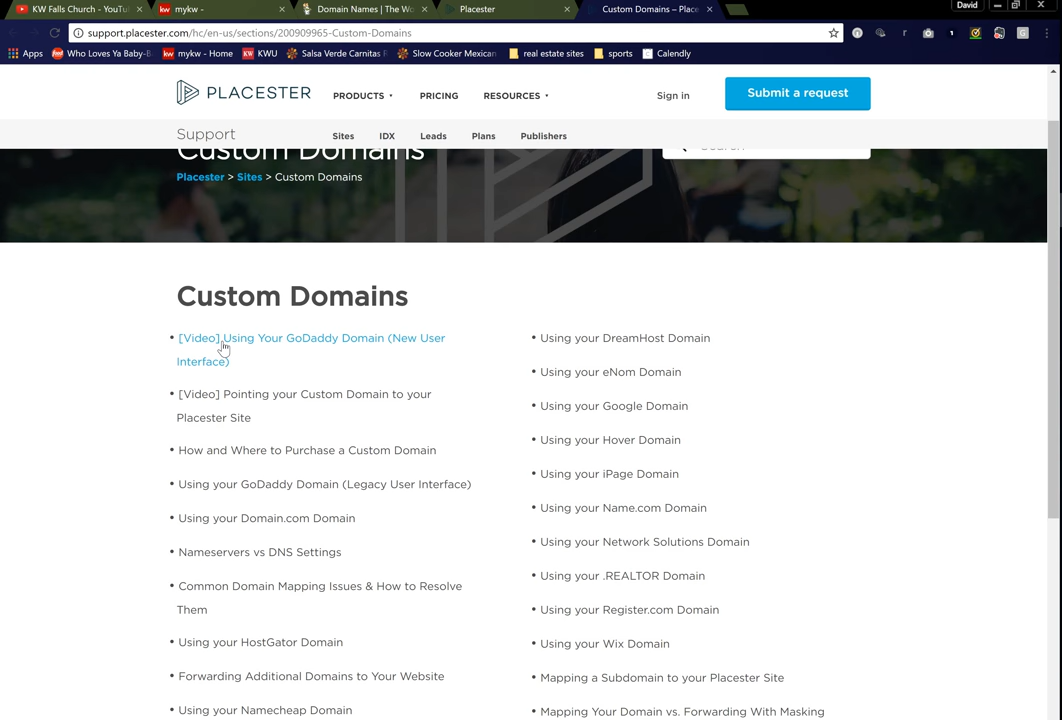 KW Falls Church - YouTu
mykw -
Domain Names | The Wo
Placester
Custom Domains – Place
David
support.placester.com/hc/en-us/sections/200909965-Custom-Domains
Apps
Who Loves Ya Baby-B
mykw - Home
KWU
Salsa Verde Carnitas R
Slow Cooker Mexican
real estate sites
sports
Calendly
PLACESTER
PRODUCTS
PRICING
RESOURCES
Sign in
Submit a request
Support
Sites
IDX
Leads
Plans
Publishers
Custom Domains
Search
Placester > Sites > Custom Domains
Custom Domains
• [Video] Using Your GoDaddy Domain (New User
Interface)
• [Video] Pointing your Custom Domain to your
Placester Site
• How and Where to Purchase a Custom Domain
• Using your GoDaddy Domain (Legacy User Interface)
• Using your Domain.com Domain
• Nameservers vs DNS Settings
• Common Domain Mapping Issues & How to Resolve
Them
• Using your HostGator Domain
• Forwarding Additional Domains to Your Website
• Using your Namecheap Domain
• Using your DreamHost Domain
• Using your eNom Domain
• Using your Google Domain
• Using your Hover Domain
• Using your iPage Domain
• Using your Name.com Domain
• Using your Network Solutions Domain
• Using your .REALTOR Domain
• Using your Register.com Domain
• Using your Wix Domain
• Mapping a Subdomain to your Placester Site
• Mapping Your Domain vs. Forwarding With Masking